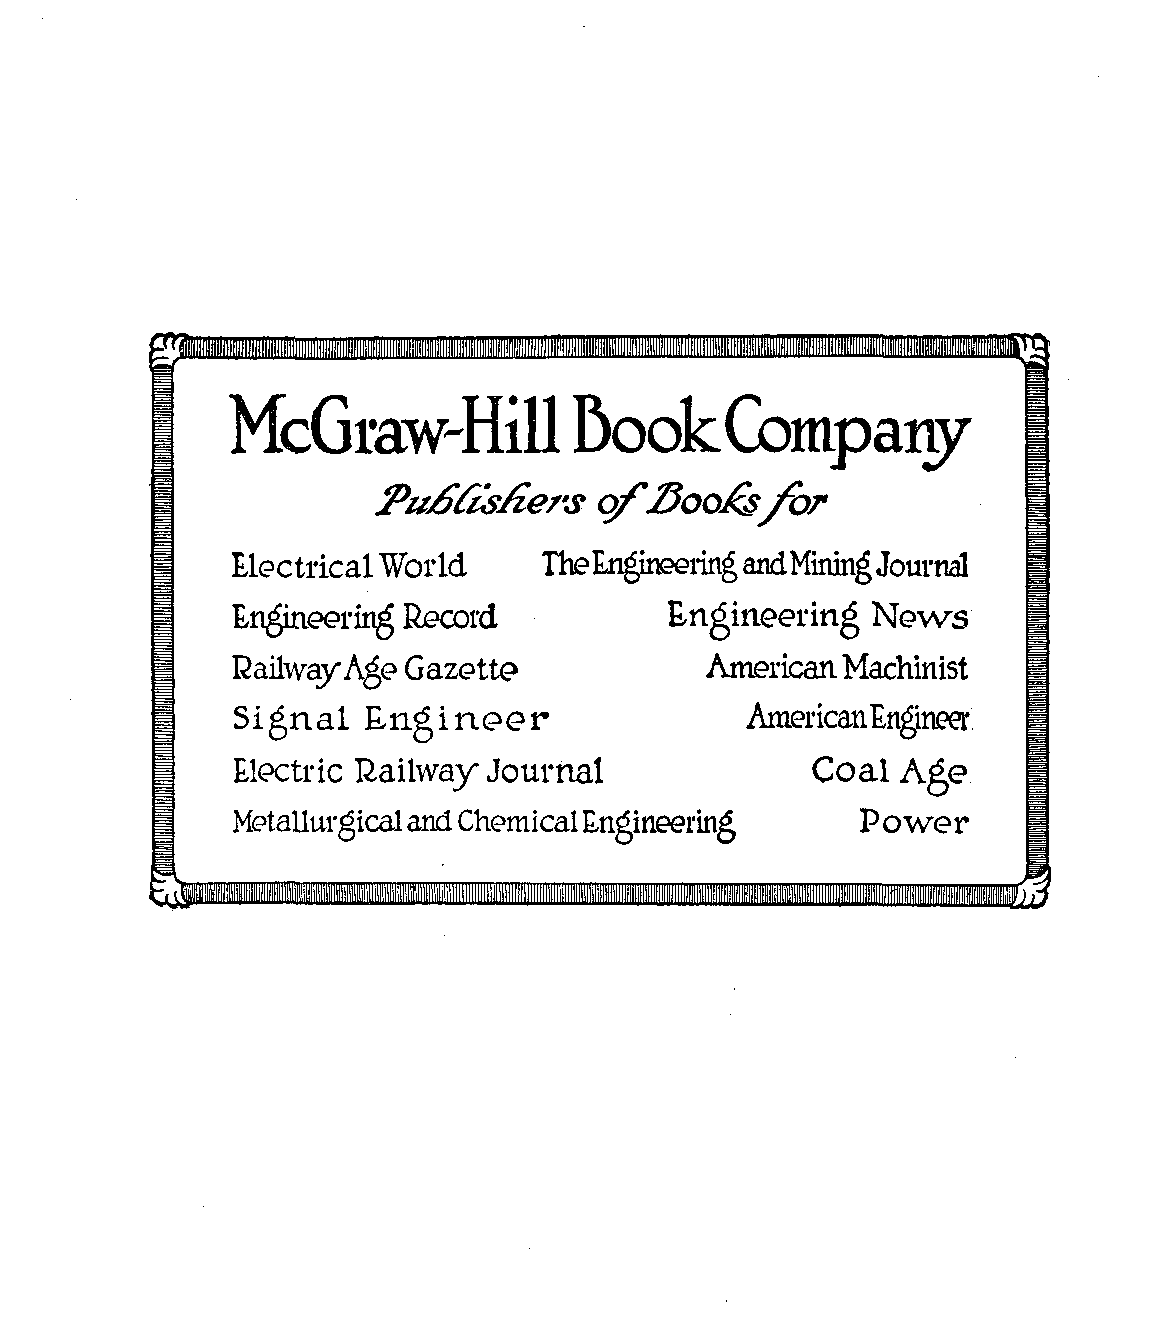 McGraw-Hill Book Company
Publishers of Books for
Electrical World The Engineering and Mining Journal
Engineering Record Engineering News
Railway Age Gazette American Machinist
Signal Engineer American Engineer
Electric Railway Journal Coal Age
Metallurgical and Chemical Engineering Power